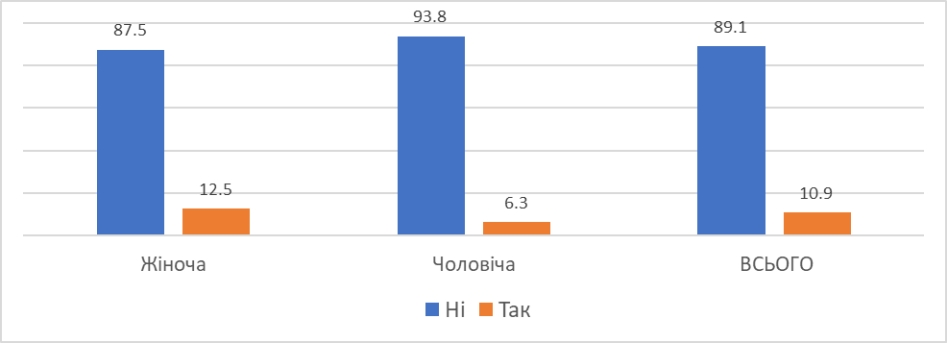 87.5 93.8 89.1
12.5 6.3 10.9
Жіноча Чоловіча ВСЬОГО
Ні Так